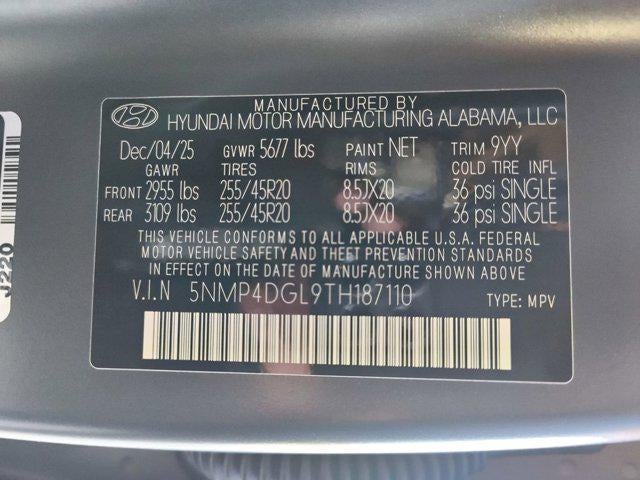 MANUFACTURED BY
HYUNDAI MOTOR MANUFACTURING ALABAMA, LLC
Dec/04/25 GVWR 5677 lbs PAINT NET TRIM 9YY
GAWR TIRES RIMS COLD TIRE INFL
FRONT 2955 lbs 255/45R20 8.5JX20 36 psi SINGLE
REAR 3109 lbs 255/45R20 8.5JX20 36 psi SINGLE
THIS VEHICLE CONFORMS TO ALL APPLICABLE U.S.A. FEDERAL
MOTOR VEHICLE SAFETY AND THEFT PREVENTION STANDARDS
IN EFFECT ON THE DATE OF MANUFACTURE SHOWN ABOVE.
V.I.N 5NMP4DGL9TH187110 TYPE: MPV
J220